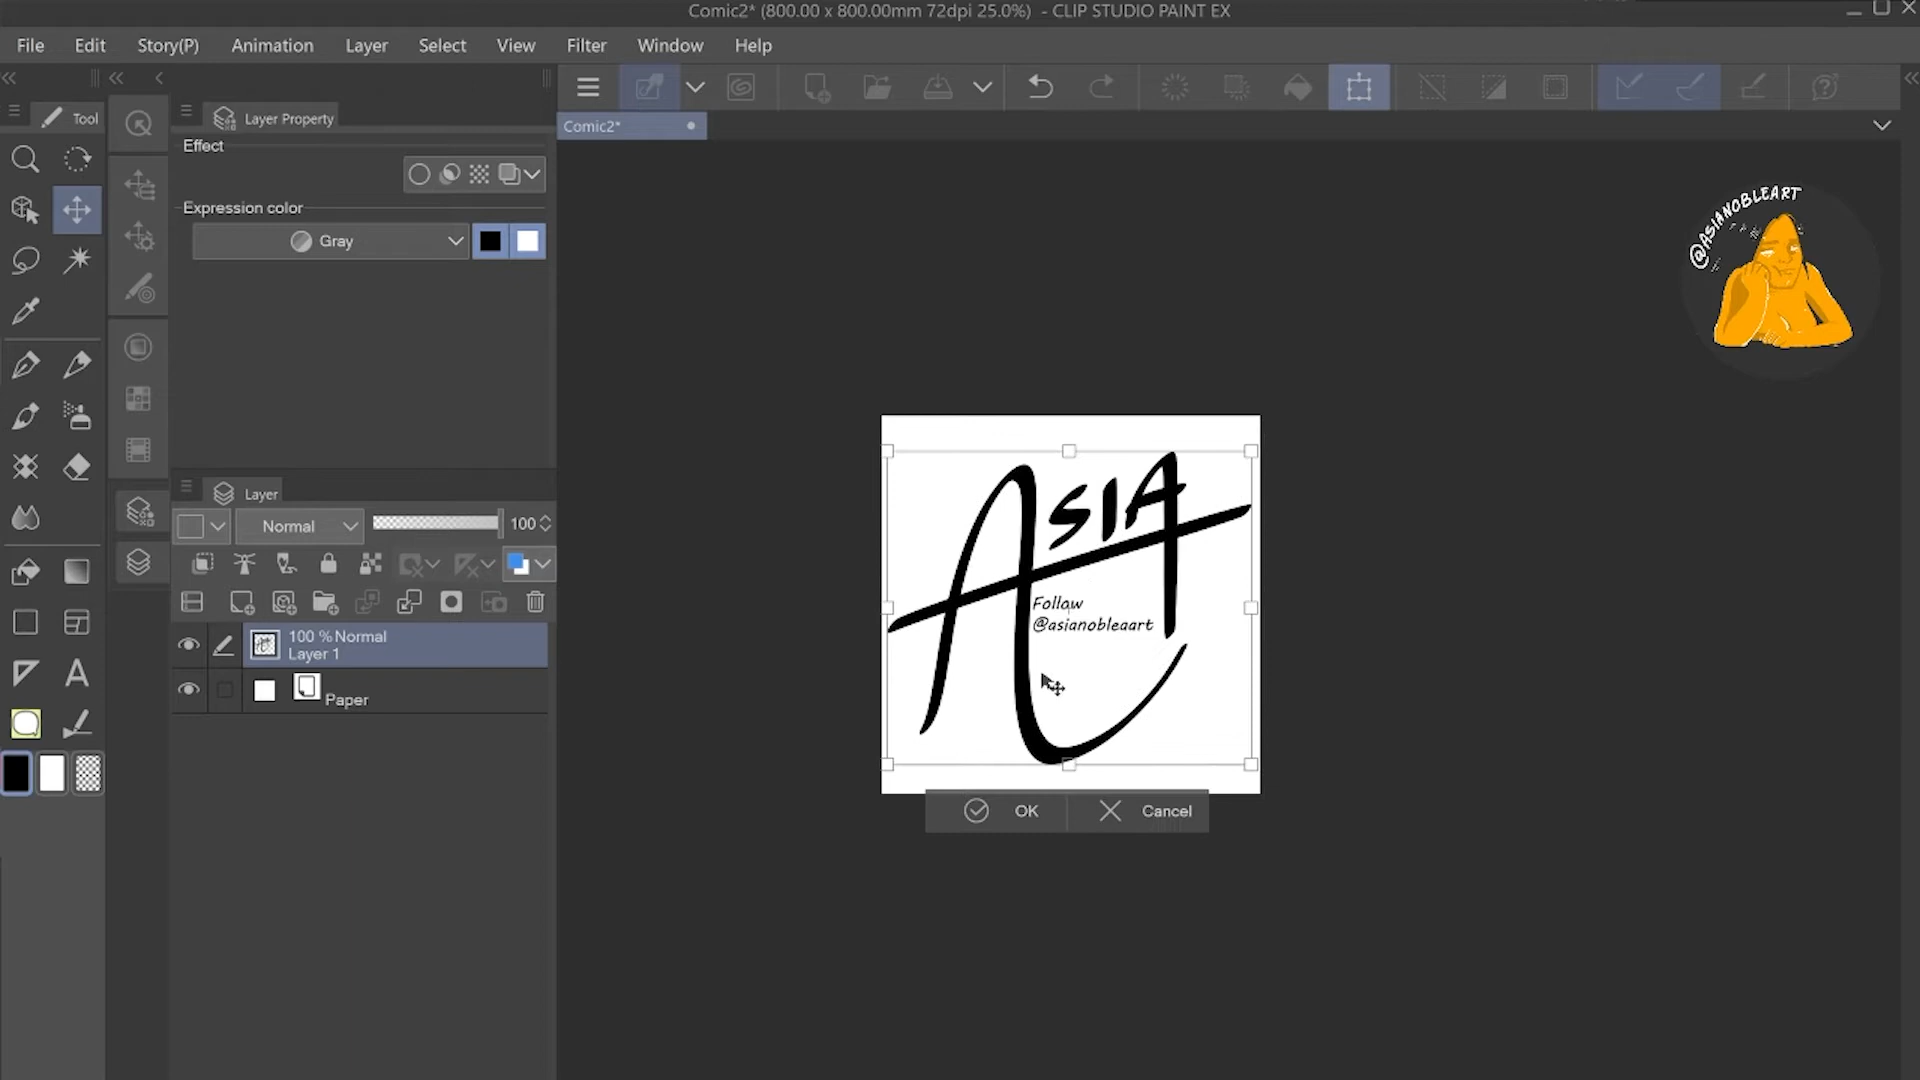 Comic2* (800.00 x 800.00mm 72dpi 25.0%) - CLIP STUDIO PAINT EX
File Edit Story(P) Animation Layer Select View Filter Window Help
Tool
Layer Property
Comic2*
Effect
Expression color
Gray
@ASIANOBLEART
ASIA
Follow
@asianobleaart
Layer
Normal
100
100 %Normal
Layer 1
Paper
OK
Cancel